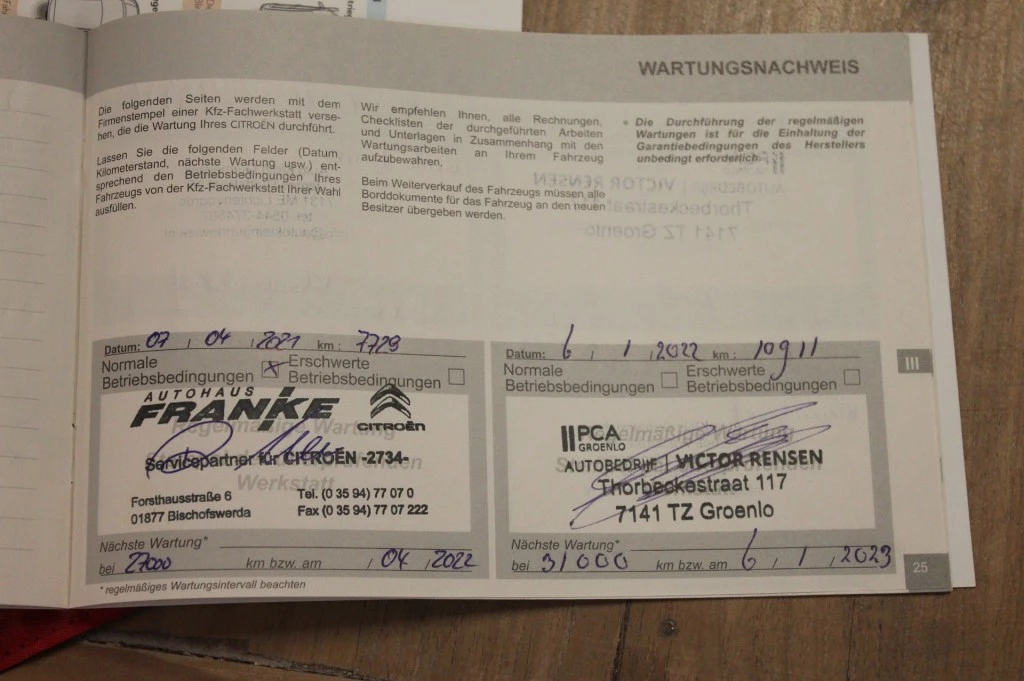 WARTUNGSNACHWEIS
Die folgenden Seiten werden mit dem
Firmenstempel einer Kfz-Fachwerkstatt verse-
hen, die die Wartung Ihres CITROËN durchführt.
Lassen Sie die folgenden Felder (Datum,
Kilometerstand, nächste Wartung usw.) ent-
sprechend den Betriebsbedingungen Ihres
Fahrzeugs von der Kfz-Fachwerkstatt Ihrer Wahl
ausfüllen.
Wir empfehlen Ihnen, alle Rechnungen,
Checklisten der durchgeführten Arbeiten
und Unterlagen in Zusammenhang mit den
Wartungsarbeiten an Ihrem Fahrzeug
aufzubewahren.
Beim Weiterverkauf des Fahrzeugs müssen alle
Borddokumente für das Fahrzeug an den neuen
Besitzer übergeben werden.
• Die Durchführung der regelmäßigen
Wartungen ist für die Einhaltung der
Garantiebedingungen des Herstellers
unbedingt erforderlich.
Datum: 07 / 04 / 2021 km: 7729
Normale
Betriebsbedingungen
Erschwerte
Betriebsbedingungen
AUTOHAUS
FRANKE
CITROËN
Regelmäßige Wartung
Servicepartner für CITROËN -2734-
Werkstatt
Forsthausstraße 6
01877 Bischofswerda
Tel. (0 35 94) 77 07 0
Fax (0 35 94) 77 07 222
Nächste Wartung*
bei 27000 km bzw. am / 04 / 2022
* regelmäßiges Wartungsintervall beachten
Datum: 6 / 1 / 2022 km: 10911
Normale
Betriebsbedingungen
Erschwerte
Betriebsbedingungen
PCA
GROENLO
AUTOBEDRIJF | VICTOR RENSEN
Thorbeckestraat 117
7141 TZ Groenlo
Nächste Wartung*
bei 31000 km bzw. am 6 / 1 / 2023
III
25